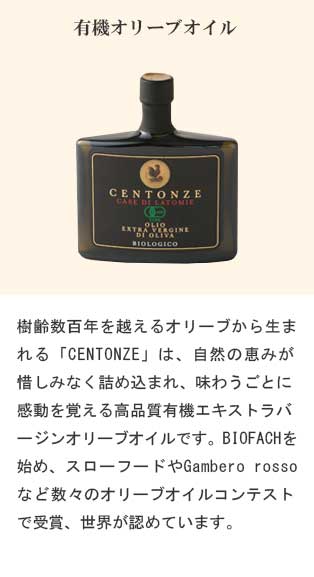 有機オリーブオイル
CENTONZE
CASE DI LATOMIE
OLIO
EXTRA VERGINE
DI OLIVA
BIOLOGICO
樹齢数百年を越えるオリーブから生ま
れる「CENTONZE」は、自然の恵みが
惜しみなく詰め込まれ、味わうごとに
感動を覚える高品質有機エキストラバ
ージンオリーブオイルです。BIOFACHを
始め、スローフードやGambero rosso
など数々のオリーブオイルコンテスト
で受賞、世界が認めています。